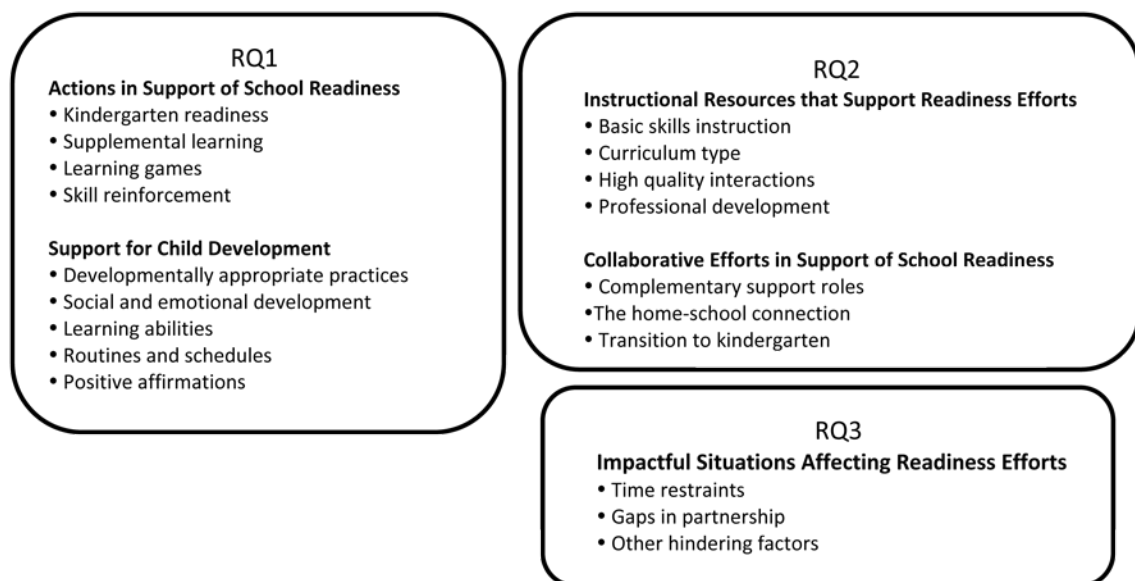 RQ1
Actions in Support of School Readiness
• Kindergarten readiness
• Supplemental learning
• Learning games
• Skill reinforcement
Support for Child Development
• Developmentally appropriate practices
• Social and emotional development
• Learning abilities
• Routines and schedules
• Positive affirmations
RQ2
Instructional Resources that Support Readiness Efforts
• Basic skills instruction
• Curriculum type
• High quality interactions
• Professional development
Collaborative Efforts in Support of School Readiness
• Complementary support roles
•The home-school connection
• Transition to kindergarten
RQ3
Impactful Situations Affecting Readiness Efforts
• Time restraints
• Gaps in partnership
• Other hindering factors